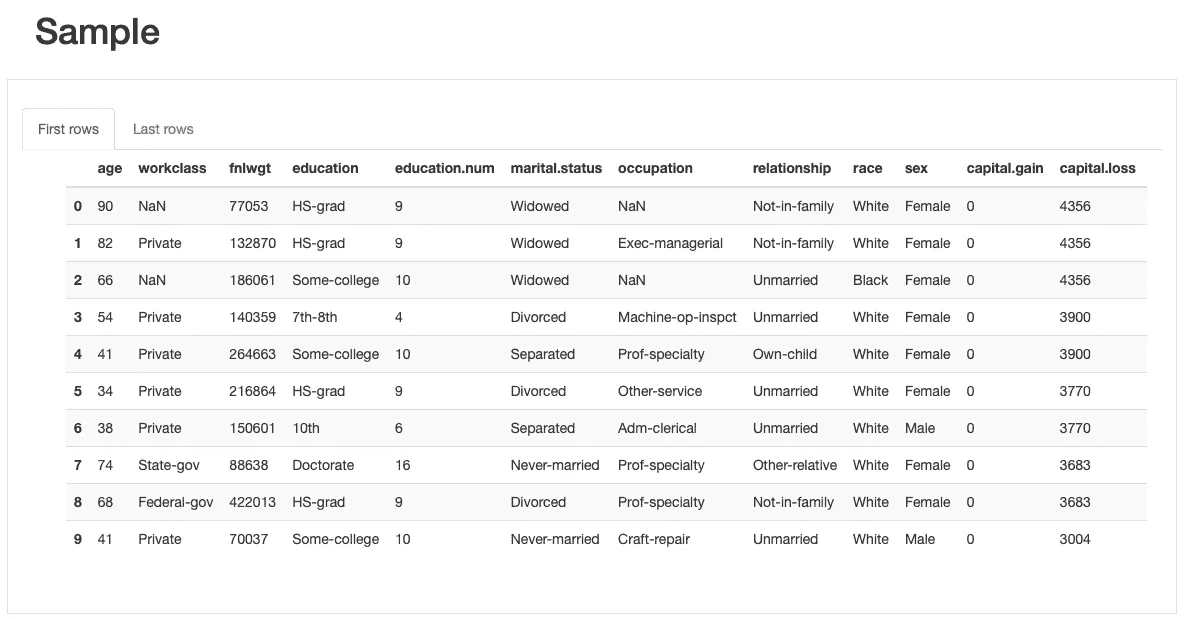 Sample
First rows Last rows
age workclass fnlwgt education education.num marital.status occupation relationship race sex capital.gain capital.loss
0 90 NaN 77053 HS-grad 9 Widowed NaN Not-in-family White Female 0 4356
1 82 Private 132870 HS-grad 9 Widowed Exec-managerial Not-in-family White Female 0 4356
2 66 NaN 186061 Some-college 10 Widowed NaN Unmarried Black Female 0 4356
3 54 Private 140359 7th-8th 4 Divorced Machine-op-inspct Unmarried White Female 0 3900
4 41 Private 264663 Some-college 10 Separated Prof-specialty Own-child White Female 0 3900
5 34 Private 216864 HS-grad 9 Divorced Other-service Unmarried White Female 0 3770
6 38 Private 150601 10th 6 Separated Adm-clerical Unmarried White Male 0 3770
7 74 State-gov 88638 Doctorate 16 Never-married Prof-specialty Other-relative White Female 0 3683
8 68 Federal-gov 422013 HS-grad 9 Divorced Prof-specialty Not-in-family White Female 0 3683
9 41 Private 70037 Some-college 10 Never-married Craft-repair Unmarried White Male 0 3004